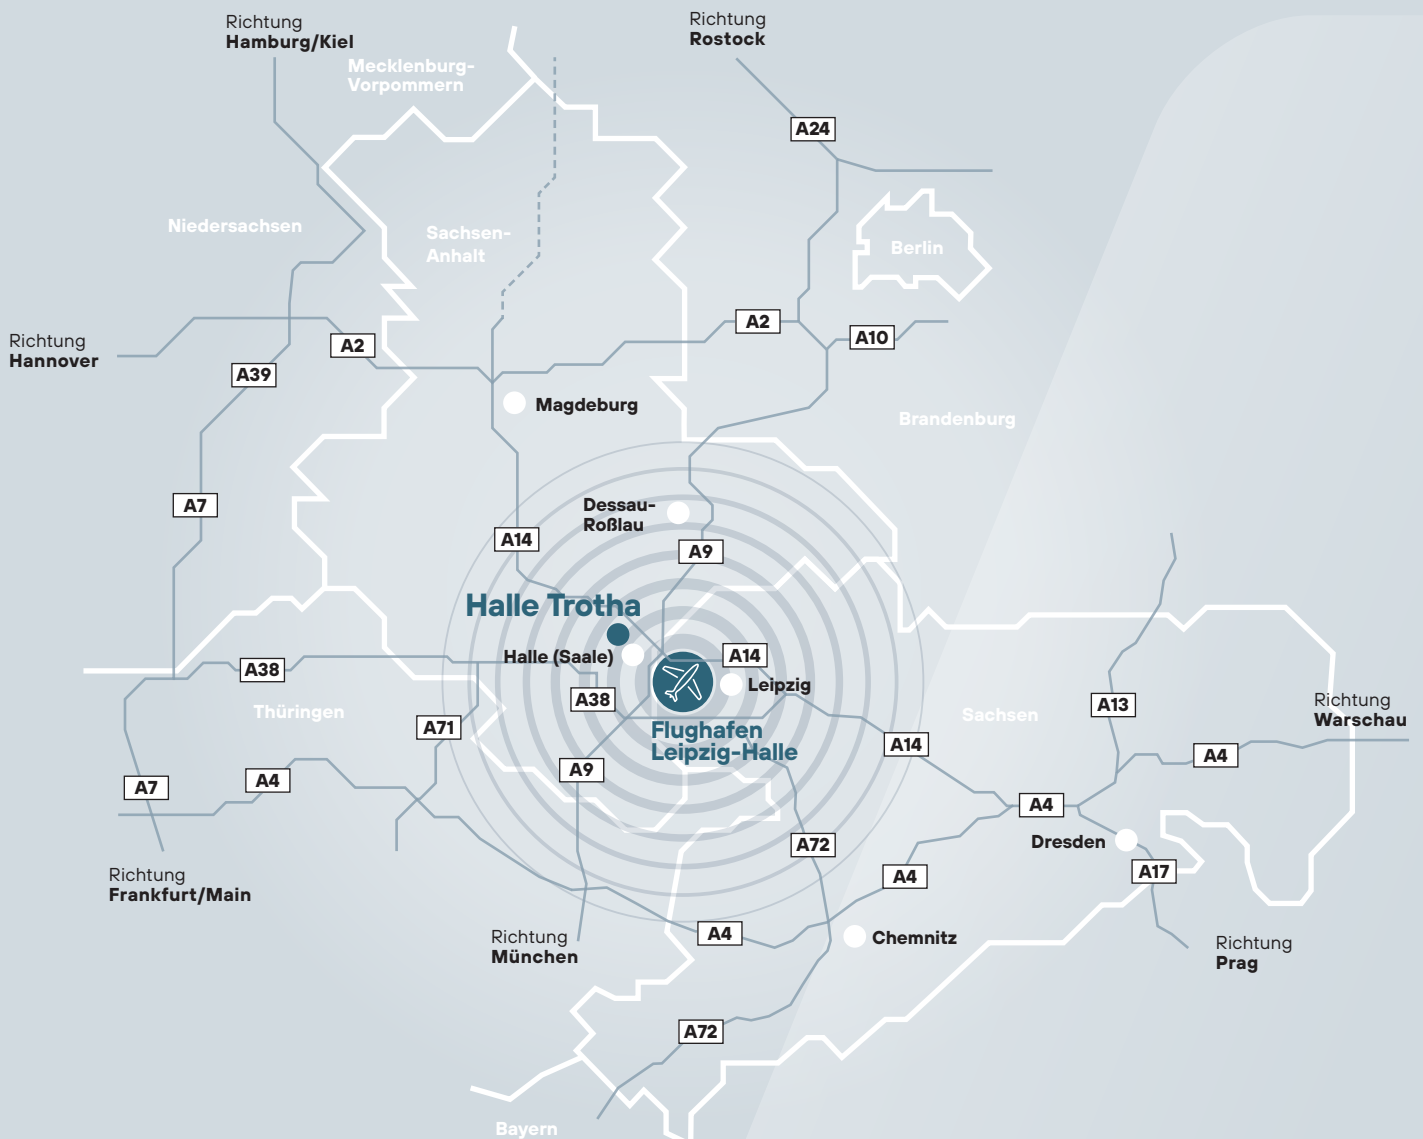 Richtung
Hamburg/Kiel
Richtung
Rostock
Mecklenburg-
Vorpommern
A24
Niedersachsen
Sachsen-
Anhalt
Berlin
A2
A10
Richtung
Hannover
A2
A39
Magdeburg
Brandenburg
A7
Dessau-
Roßlau
A14
A9
Halle Trotha
Halle (Saale)
A14
A38
Leipzig
A38
Thüringen
A71
Flughafen
Leipzig-Halle
Sachsen
A13
Richtung
Warschau
A14
A4
A9
A7
A4
A4
Dresden
A72
A17
A4
Richtung
Frankfurt/Main
A4
Chemnitz
Richtung
München
Richtung
Prag
A72
Bayern